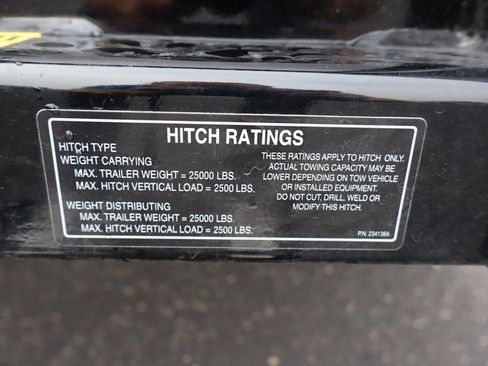 HITCH RATINGS
HITCH TYPE
WEIGHT CARRYING
MAX. TRAILER WEIGHT = 25000 LBS.
MAX. HITCH VERTICAL LOAD = 2500 LBS.
WEIGHT DISTRIBUTING
MAX. TRAILER WEIGHT = 25000 LBS.
MAX. HITCH VERTICAL LOAD = 2500 LBS.
THESE RATINGS APPLY TO HITCH ONLY.
ACTUAL TOWING CAPACITY MAY BE
LOWER DEPENDING ON TOW VEHICLE
OR INSTALLED EQUIPMENT.
DO NOT CUT, DRILL, WELD OR
MODIFY THIS HITCH.
P.N. 234136A